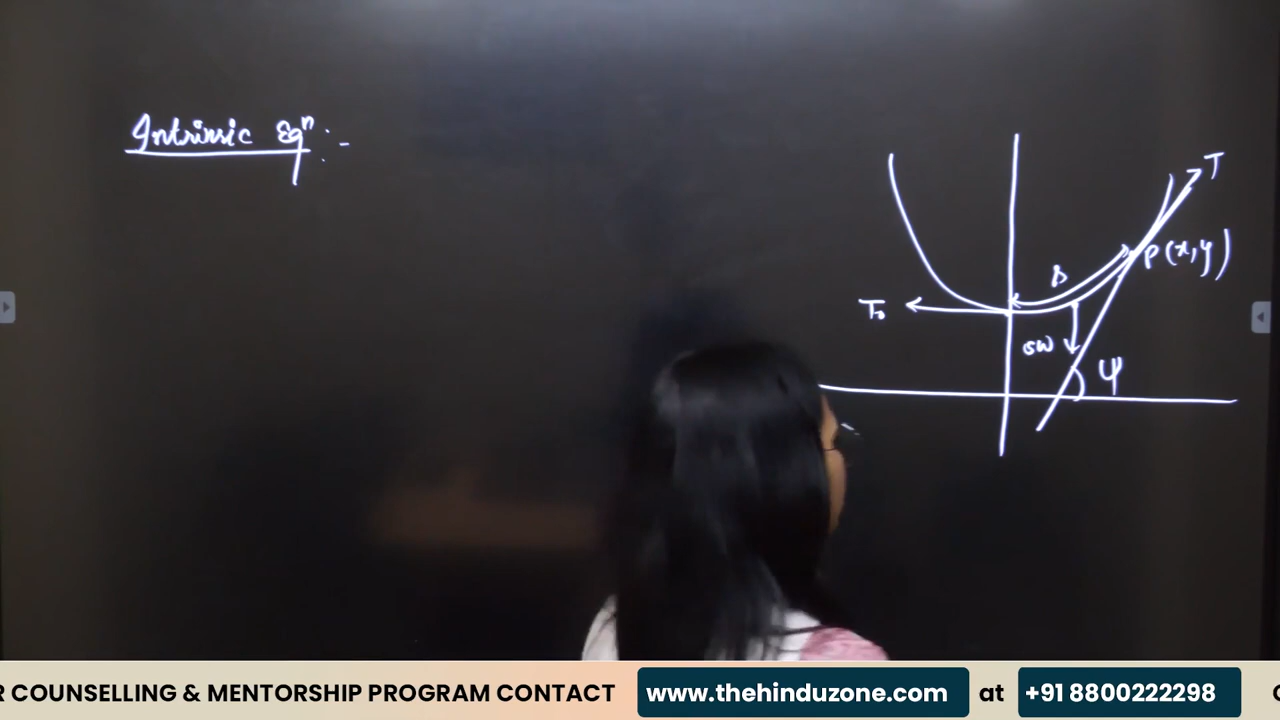 Intrinsic Eqⁿ :-
T
P(x,y)
s
T₀
sw
ψ
R COUNSELLING & MENTORSHIP PROGRAM CONTACT www.thehinduzone.com at +91 8800222298 C